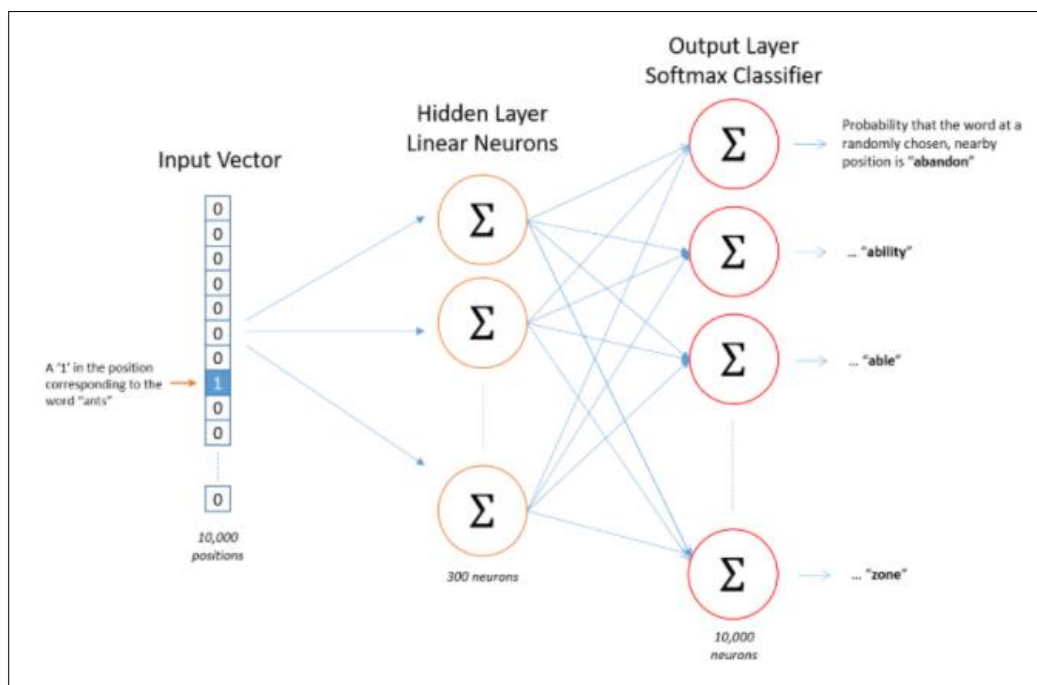 Output Layer
Softmax Classifier
Hidden Layer
Linear Neurons
Input Vector
0
0
0
0
0
0
0
1
0
0
0
A '1' in the position
corresponding to the
word "ants"
10,000
positions
Σ
Σ
Σ
300 neurons
Σ
Σ
Σ
Σ
10,000
neurons
Probability that the word at a
randomly chosen, nearby
position is "abandon"
... "ability"
... "able"
... "zone"